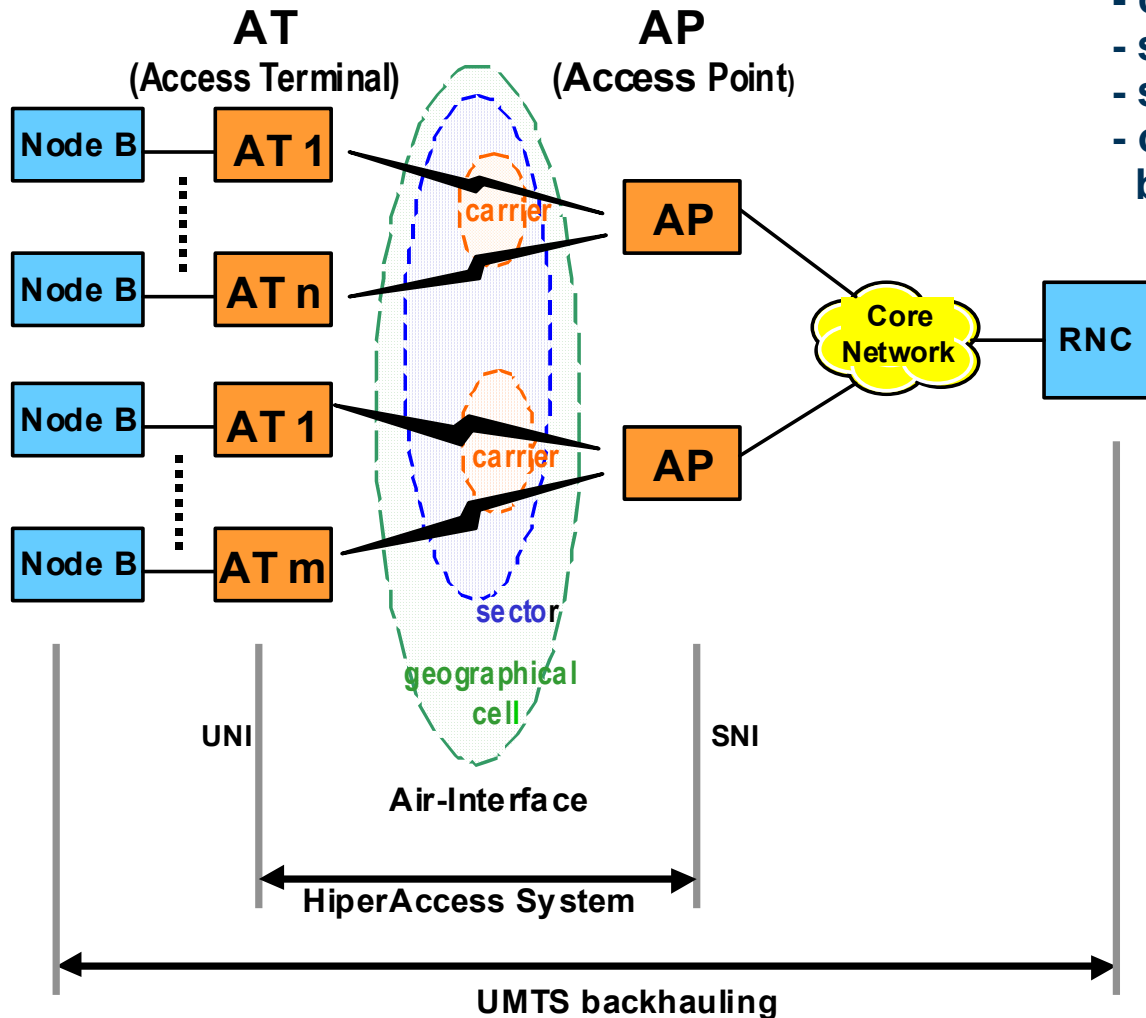 AT
(Access Terminal)
AP
(Access Point)
Node B
AT 1
carrier
AP
Node B
AT n
Core
Network
RNC
Node B
AT 1
carrier
AP
Node B
AT m
sector
geographical
cell
UNI
SNI
Air-Interface
HiperAccess System
UMTS backhauling